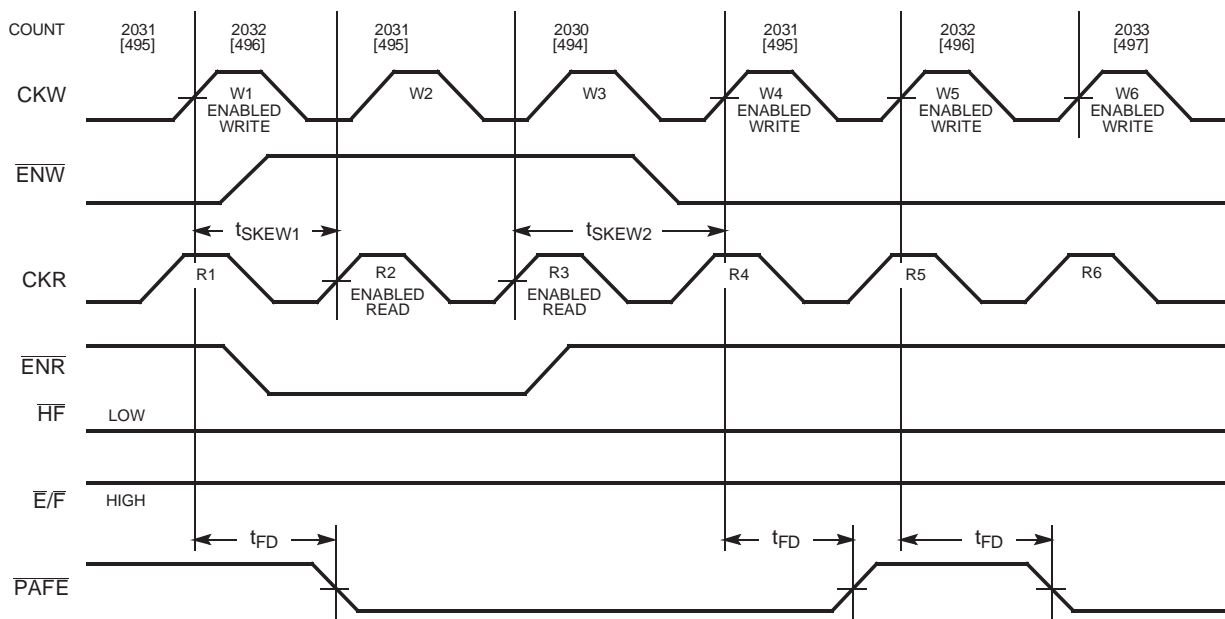 COUNT 2031 2032 2031 2030 2031 2032 2033
[495] [496] [495] [494] [495] [496] [497]
CKW W1 W2 W3 W4 W5 W6
ENABLED ENABLED ENABLED ENABLED
WRITE WRITE WRITE WRITE
ENW
tSKEW1 tSKEW2
CKR R1 R2 R3 R4 R5 R6
ENABLED ENABLED
READ READ
ENR
HF LOW
E/F HIGH
tFD tFD tFD
PAFE